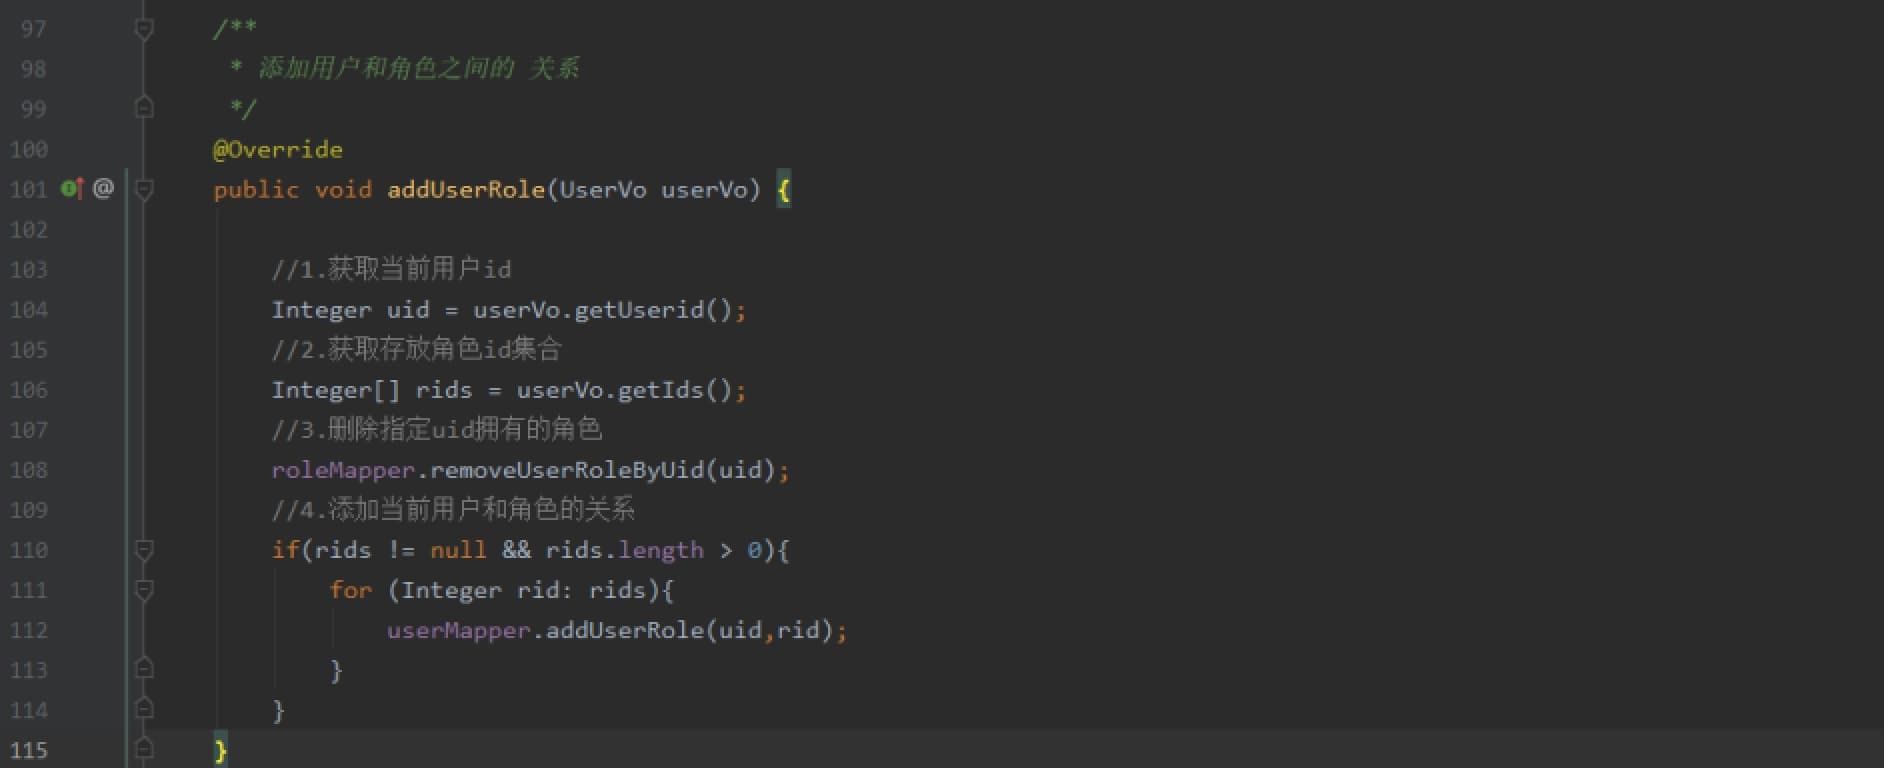 97 /**
98 * 添加用户和角色之间的 关系
99 */
100 @Override
101 @ public void addUserRole(UserVo userVo) {
102
103 //1.获取当前用户id
104 Integer uid = userVo.getUserid();
105 //2.获取存放角色id集合
106 Integer[] rids = userVo.getIds();
107 //3.删除指定uid拥有的角色
108 roleMapper.removeUserRoleByUid(uid);
109 //4.添加当前用户和角色的关系
110 if(rids != null && rids.length > 0){
111 for (Integer rid: rids){
112 userMapper.addUserRole(uid,rid);
113 }
114 }
115 }